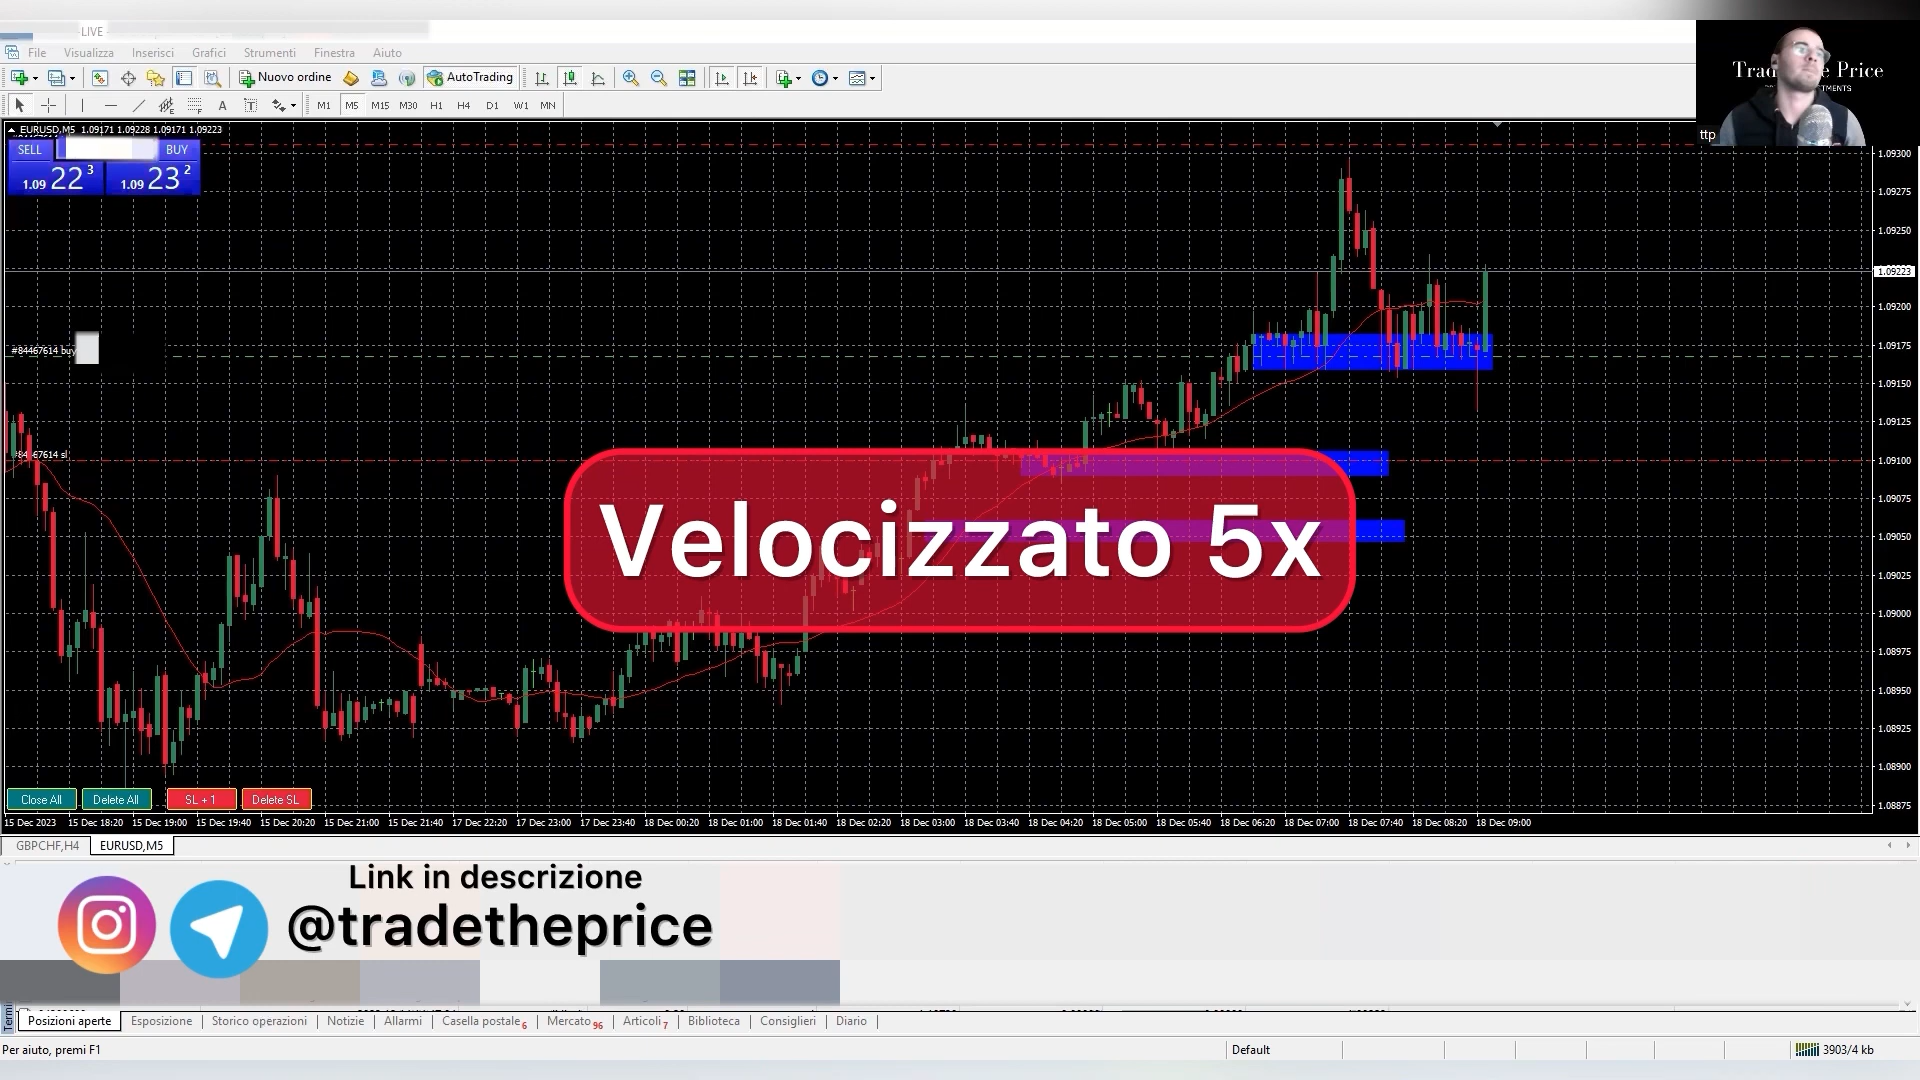 -LIVE
File Visualizza Inserisci Grafici Strumenti Finestra Aiuto
Nuovo ordine AutoTrading
A T M1 M5 M15 M30 H1 H4 D1 W1 MN
Trad e Price
TMENTS
ttp
EURUSD,M5 1.09171 1.09228 1.09171 1.09223
SELL BUY
1.09 22 3 1.09 23 2
1.09300
1.09275
1.09250
1.09223
1.09200
1.09175
1.09150
1.09125
1.09100
1.09075
1.09050
1.09025
1.09000
1.08975
1.08950
1.08925
1.08900
1.08875
#84467614 buy
#84467614 sl
Velocizzato 5x
Close All Delete All SL + 1 Delete SL
15 Dec 2023 15 Dec 18:20 15 Dec 19:00 15 Dec 19:40 15 Dec 20:20 15 Dec 21:00 15 Dec 21:40 17 Dec 22:20 17 Dec 23:00 17 Dec 23:40 18 Dec 00:20 18 Dec 01:00 18 Dec 01:40 18 Dec 02:20 18 Dec 03:00 18 Dec 03:40 18 Dec 04:20 18 Dec 05:00 18 Dec 05:40 18 Dec 06:20 18 Dec 07:00 18 Dec 07:40 18 Dec 08:20 18 Dec 09:00
GBPCHF,H4 EURUSD,M5
Link in descrizione
@tradetheprice
Posizioni aperte Esposizione Storico operazioni Notizie Allarmi Casella postale 6 Mercato 96 Articoli 7 Biblioteca Consiglieri Diario
Per aiuto, premi F1 Default 3903/4 kb